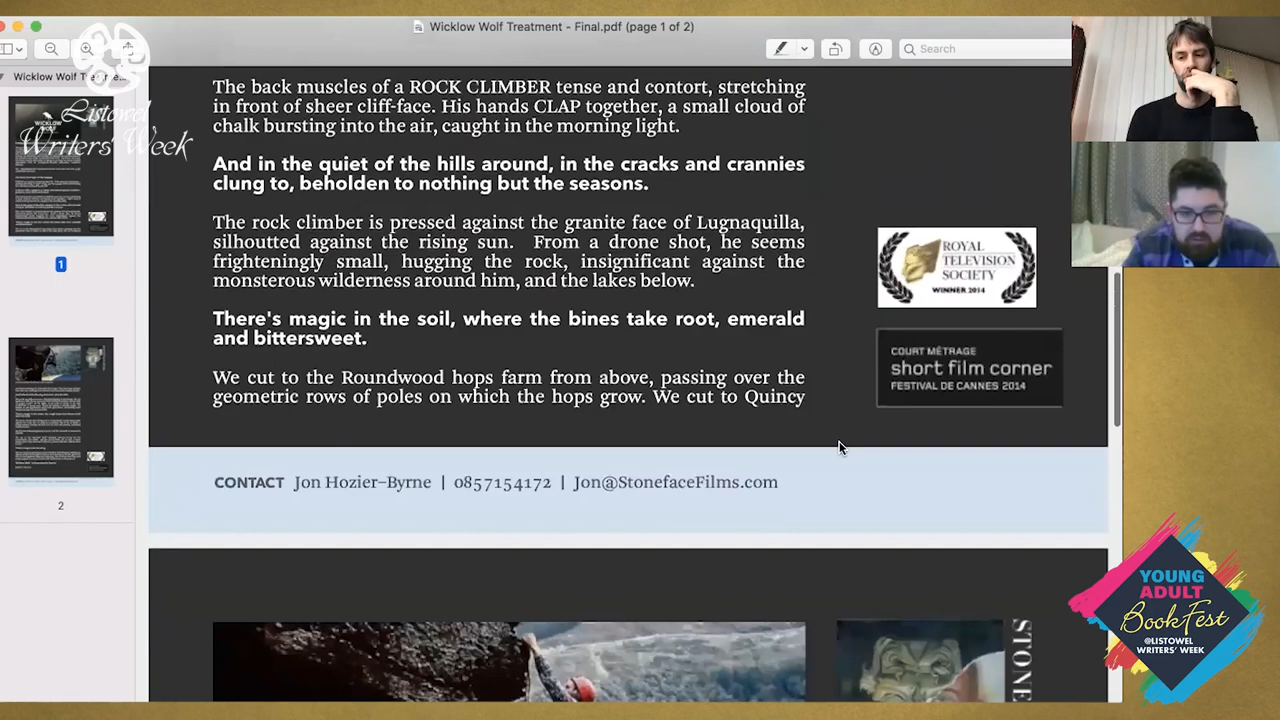 Wicklow Wolf Treatment - Final.pdf (page 1 of 2)
Search
Wicklow Wolf Tre
Listowel
Writers' Week
WICKLOW
WOLF
1
2
The back muscles of a ROCK CLIMBER tense and contort, stretching
in front of sheer cliff-face. His hands CLAP together, a small cloud of
chalk bursting into the air, caught in the morning light.
And in the quiet of the hills around, in the cracks and crannies
clung to, beholden to nothing but the seasons.
The rock climber is pressed against the granite face of Lugnaquilla,
silhoutted against the rising sun. From a drone shot, he seems
frighteningly small, hugging the rock, insignificant against the
monsterous wilderness around him, and the lakes below.
There's magic in the soil, where the bines take root, emerald
and bittersweet.
We cut to the Roundwood hops farm from above, passing over the
geometric rows of poles on which the hops grow. We cut to Quincy
ROYAL
TELEVISION
SOCIETY
WINNER 2014
COURT MÉTRAGE
short film corner
FESTIVAL DE CANNES 2014
CONTACT Jon Hozier-Byrne | 0857154172 | Jon@StonefaceFilms.com
STONE
YOUNG
ADULT
BookFest
@LISTOWEL
WRITERS' WEEK